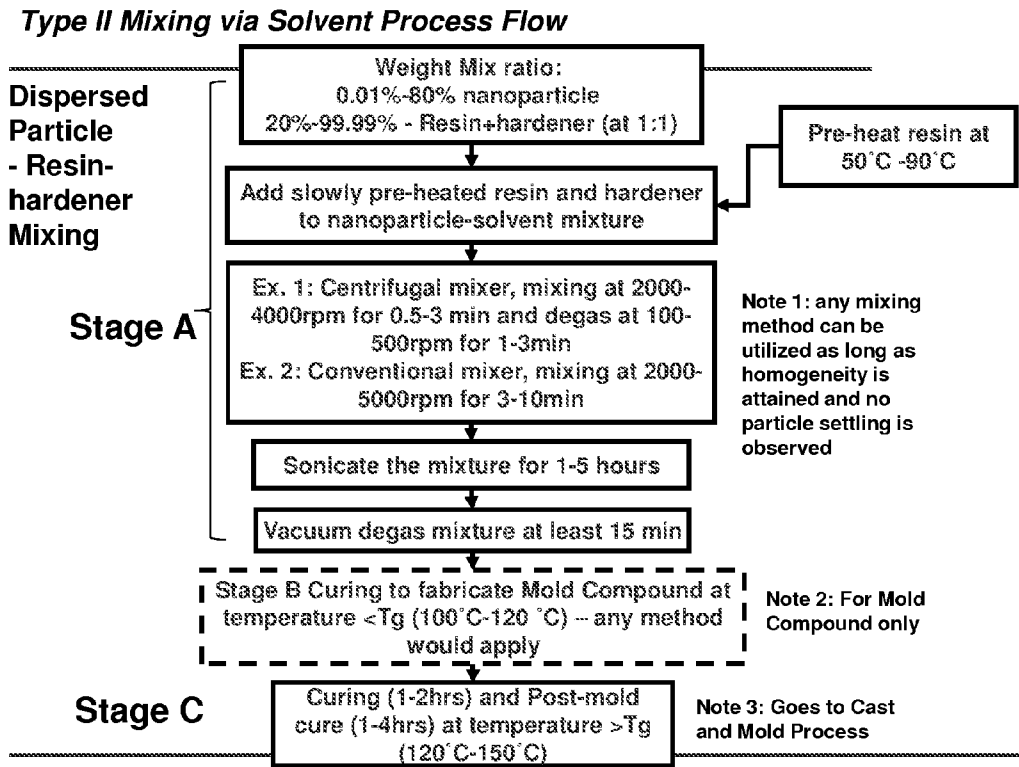 Type II Mixing via Solvent Process Flow
Weight Mix ratio:
0.01%-80% nanoparticle
20%-99.99% - Resin+hardener (at 1:1)
Dispersed
Particle
- Resin-
hardener
Mixing
Pre-heat resin at
50˚C -90˚C
Add slowly pre-heated resin and hardener
to nanoparticle-solvent mixture
Stage A
Ex. 1: Centrifugal mixer, mixing at 2000-
4000rpm for 0.5-3 min and degas at 100-
500rpm for 1-3min
Ex. 2: Conventional mixer, mixing at 2000-
5000rpm for 3-10min
Note 1: any mixing
method can be
utilized as long as
homogeneity is
attained and no
particle settling is
observed
Sonicate the mixture for 1-5 hours
Vacuum degas mixture at least 15 min
Stage B Curing to fabricate Mold Compound at
temperature <Tg (100˚C-120 ˚C) – any method
would apply
Note 2: For Mold
Compound only
Stage C
Curing (1-2hrs) and Post-mold
cure (1-4hrs) at temperature >Tg
(120˚C-150˚C)
Note 3: Goes to Cast
and Mold Process